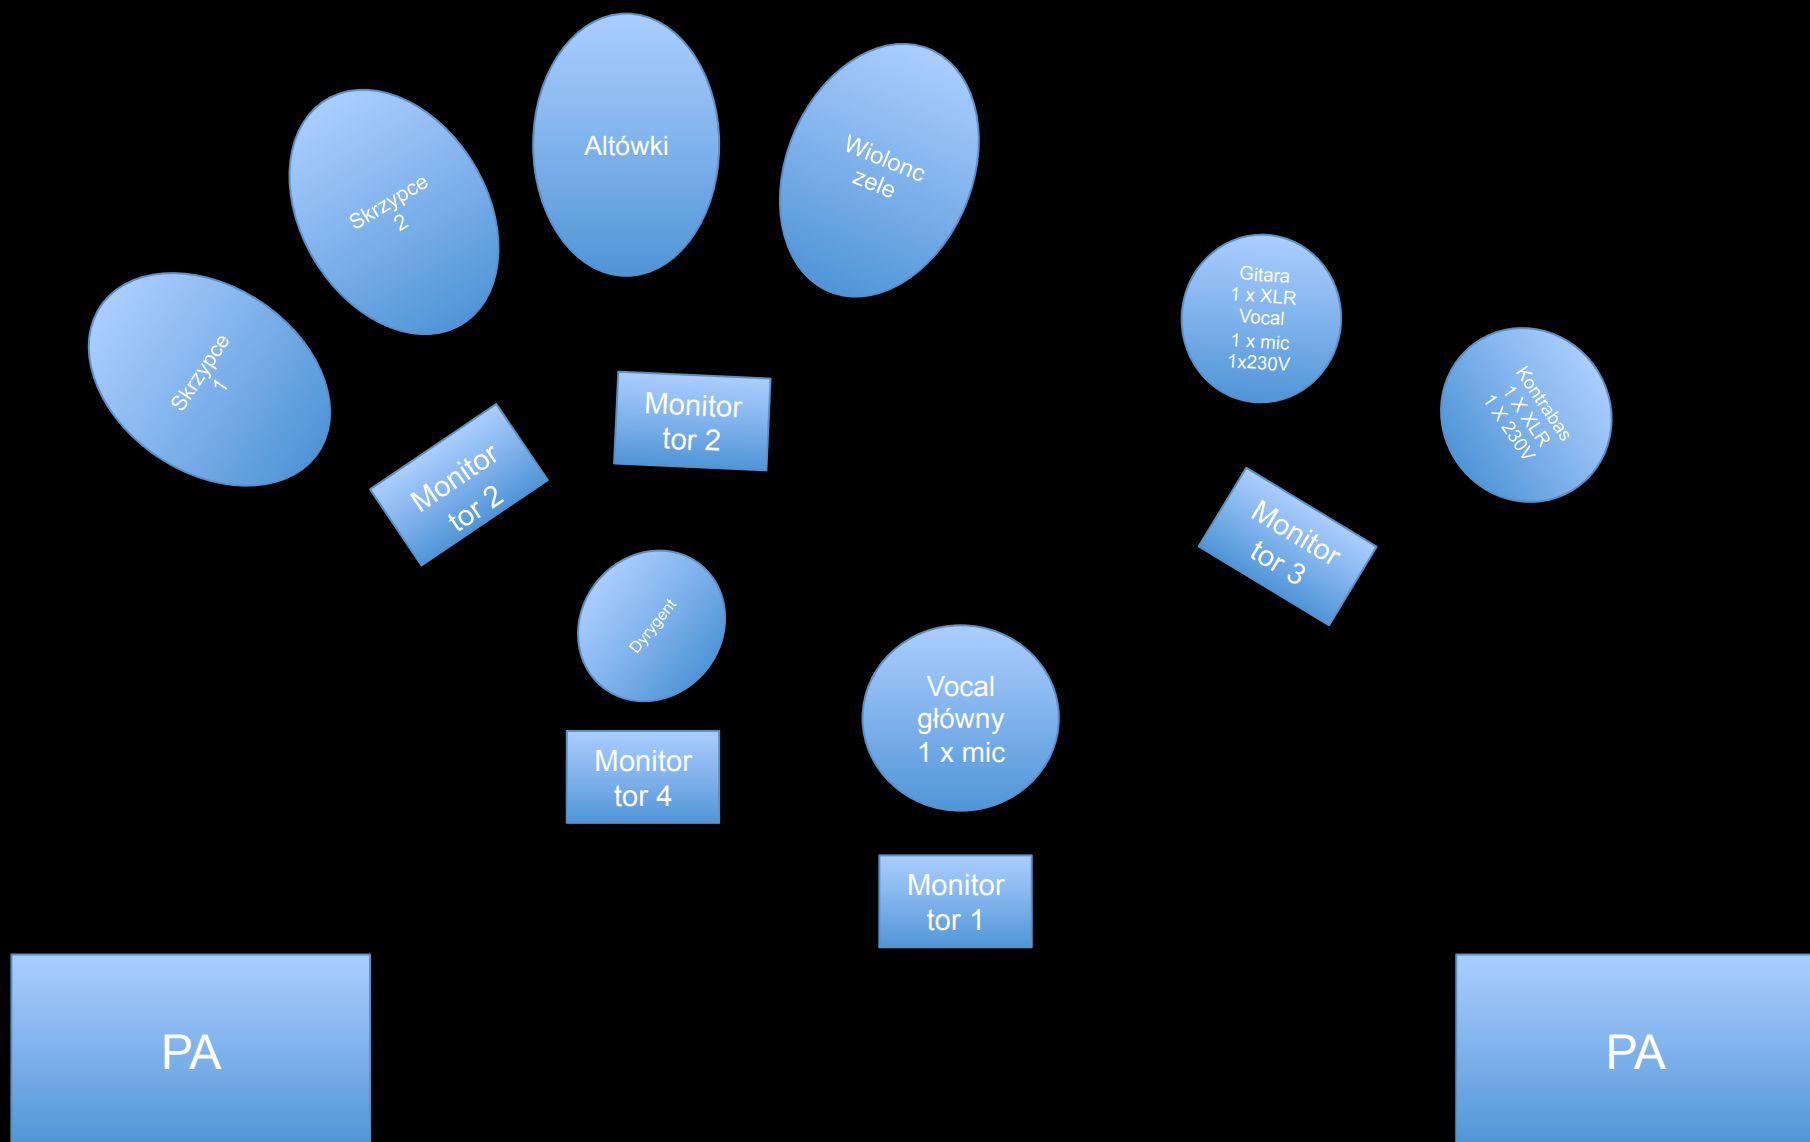 Altówki
Wiolonc
zele
Skrzypce
2
Skrzypce
1
Gitara
1 x XLR
Vocal
1 x mic
1x230V
Kontrabas
1 X XLR
1 X 230V
Monitor
tor 2
Monitor
tor 2
Monitor
tor 3
Dyrygent
Vocal
główny
1 x mic
Monitor
tor 4
Monitor
tor 1
PA
PA